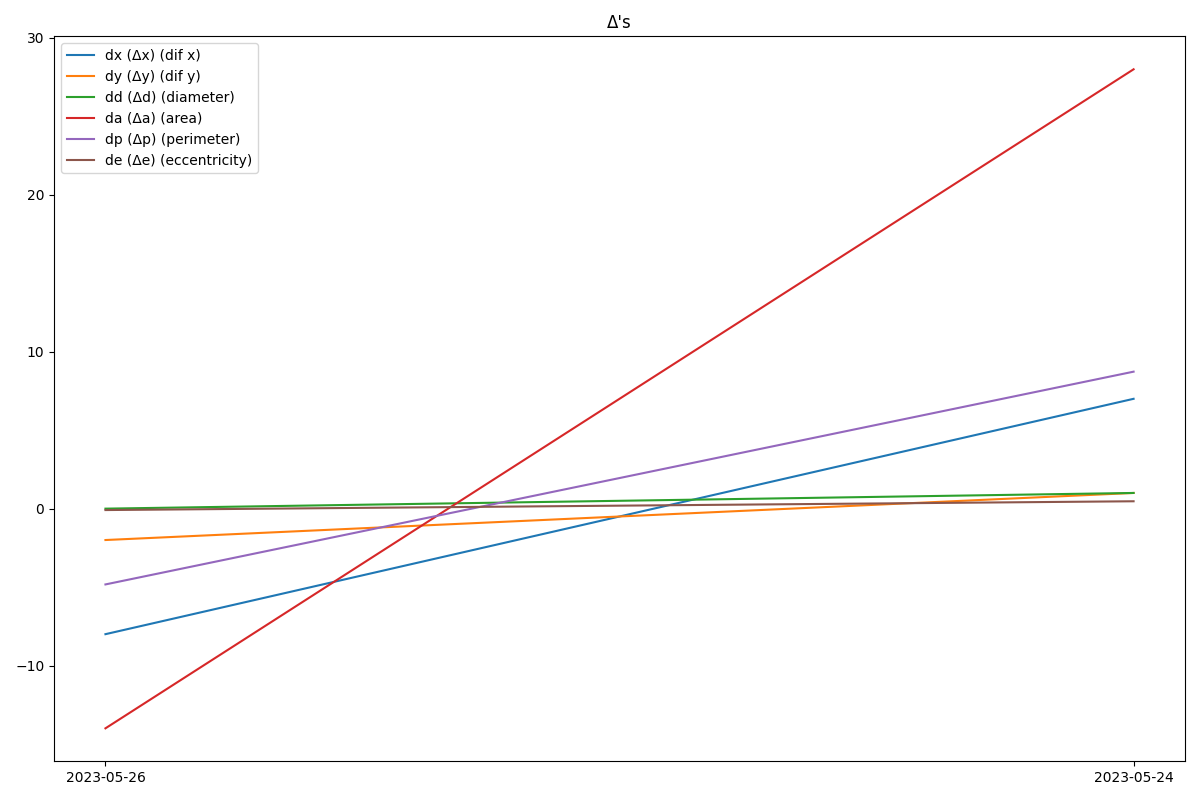 Δ's
30
20
10
0
−10
dx (Δx) (dif x)
dy (Δy) (dif y)
dd (Δd) (diameter)
da (Δa) (area)
dp (Δp) (perimeter)
de (Δe) (eccentricity)
2023-05-26
2023-05-24